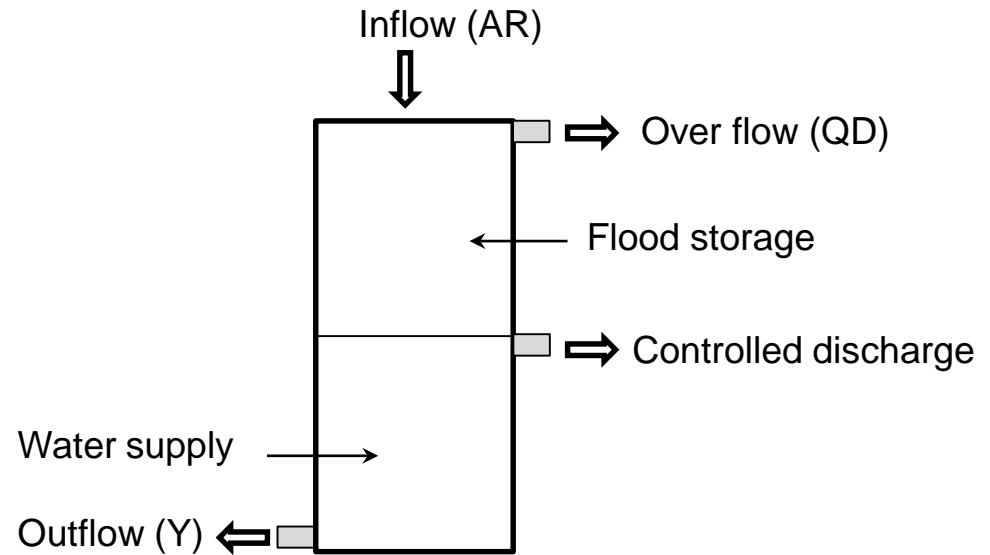 Inflow (AR)
Over flow (QD)
Flood storage
Controlled discharge
Water supply
Outflow (Y)